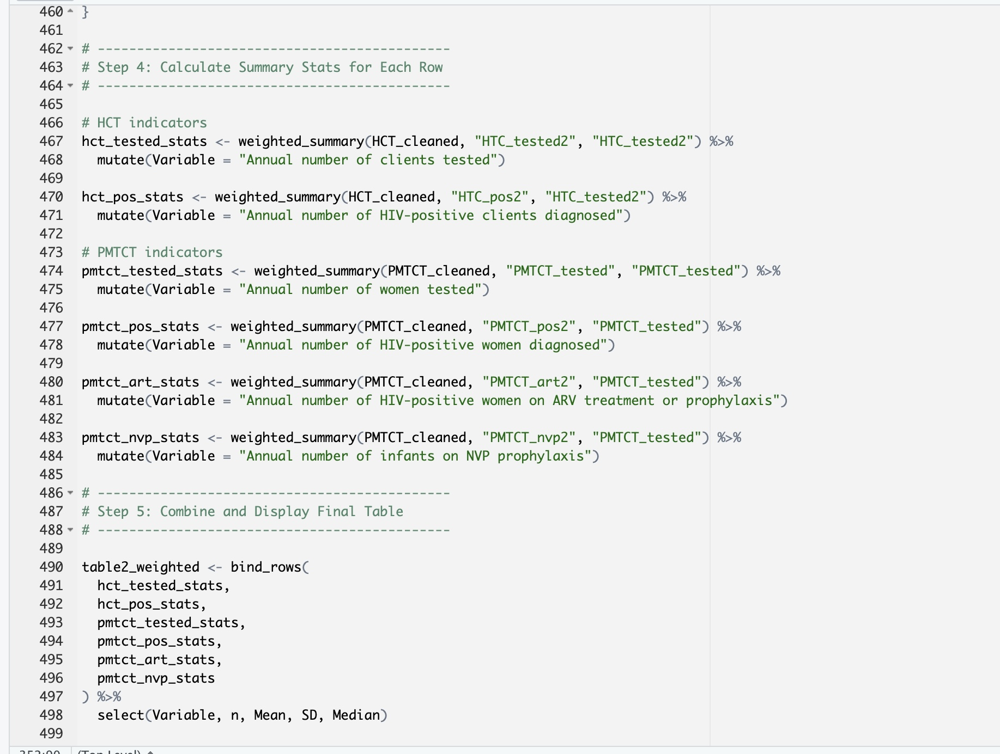 460 }
461
462 # ---------------------------------------------
463 # Step 4: Calculate Summary Stats for Each Row
464 # ---------------------------------------------
465
466 # HCT indicators
467 hct_tested_stats <- weighted_summary(HCT_cleaned, "HTC_tested2", "HTC_tested2") %>%
468   mutate(Variable = "Annual number of clients tested")
469
470 hct_pos_stats <- weighted_summary(HCT_cleaned, "HTC_pos2", "HTC_tested2") %>%
471   mutate(Variable = "Annual number of HIV-positive clients diagnosed")
472
473 # PMTCT indicators
474 pmtct_tested_stats <- weighted_summary(PMTCT_cleaned, "PMTCT_tested", "PMTCT_tested") %>%
475   mutate(Variable = "Annual number of women tested")
476
477 pmtct_pos_stats <- weighted_summary(PMTCT_cleaned, "PMTCT_pos2", "PMTCT_tested") %>%
478   mutate(Variable = "Annual number of HIV-positive women diagnosed")
479
480 pmtct_art_stats <- weighted_summary(PMTCT_cleaned, "PMTCT_art2", "PMTCT_tested") %>%
481   mutate(Variable = "Annual number of HIV-positive women on ARV treatment or prophylaxis")
482
483 pmtct_nvp_stats <- weighted_summary(PMTCT_cleaned, "PMTCT_nvp2", "PMTCT_tested") %>%
484   mutate(Variable = "Annual number of infants on NVP prophylaxis")
485
486 # ---------------------------------------------
487 # Step 5: Combine and Display Final Table
488 # ---------------------------------------------
489
490 table2_weighted <- bind_rows(
491   hct_tested_stats,
492   hct_pos_stats,
493   pmtct_tested_stats,
494   pmtct_pos_stats,
495   pmtct_art_stats,
496   pmtct_nvp_stats
497 ) %>%
498   select(Variable, n, Mean, SD, Median)
499
(Top Level)